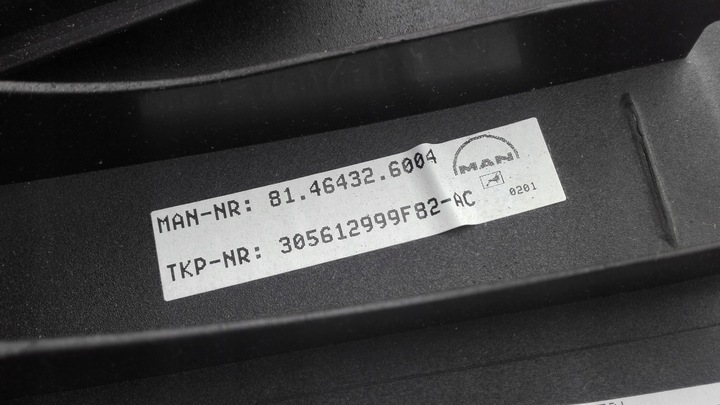 MAN-NR: 81.46432.6004
MAN
TKP-NR: 305612999F82-AC
0201